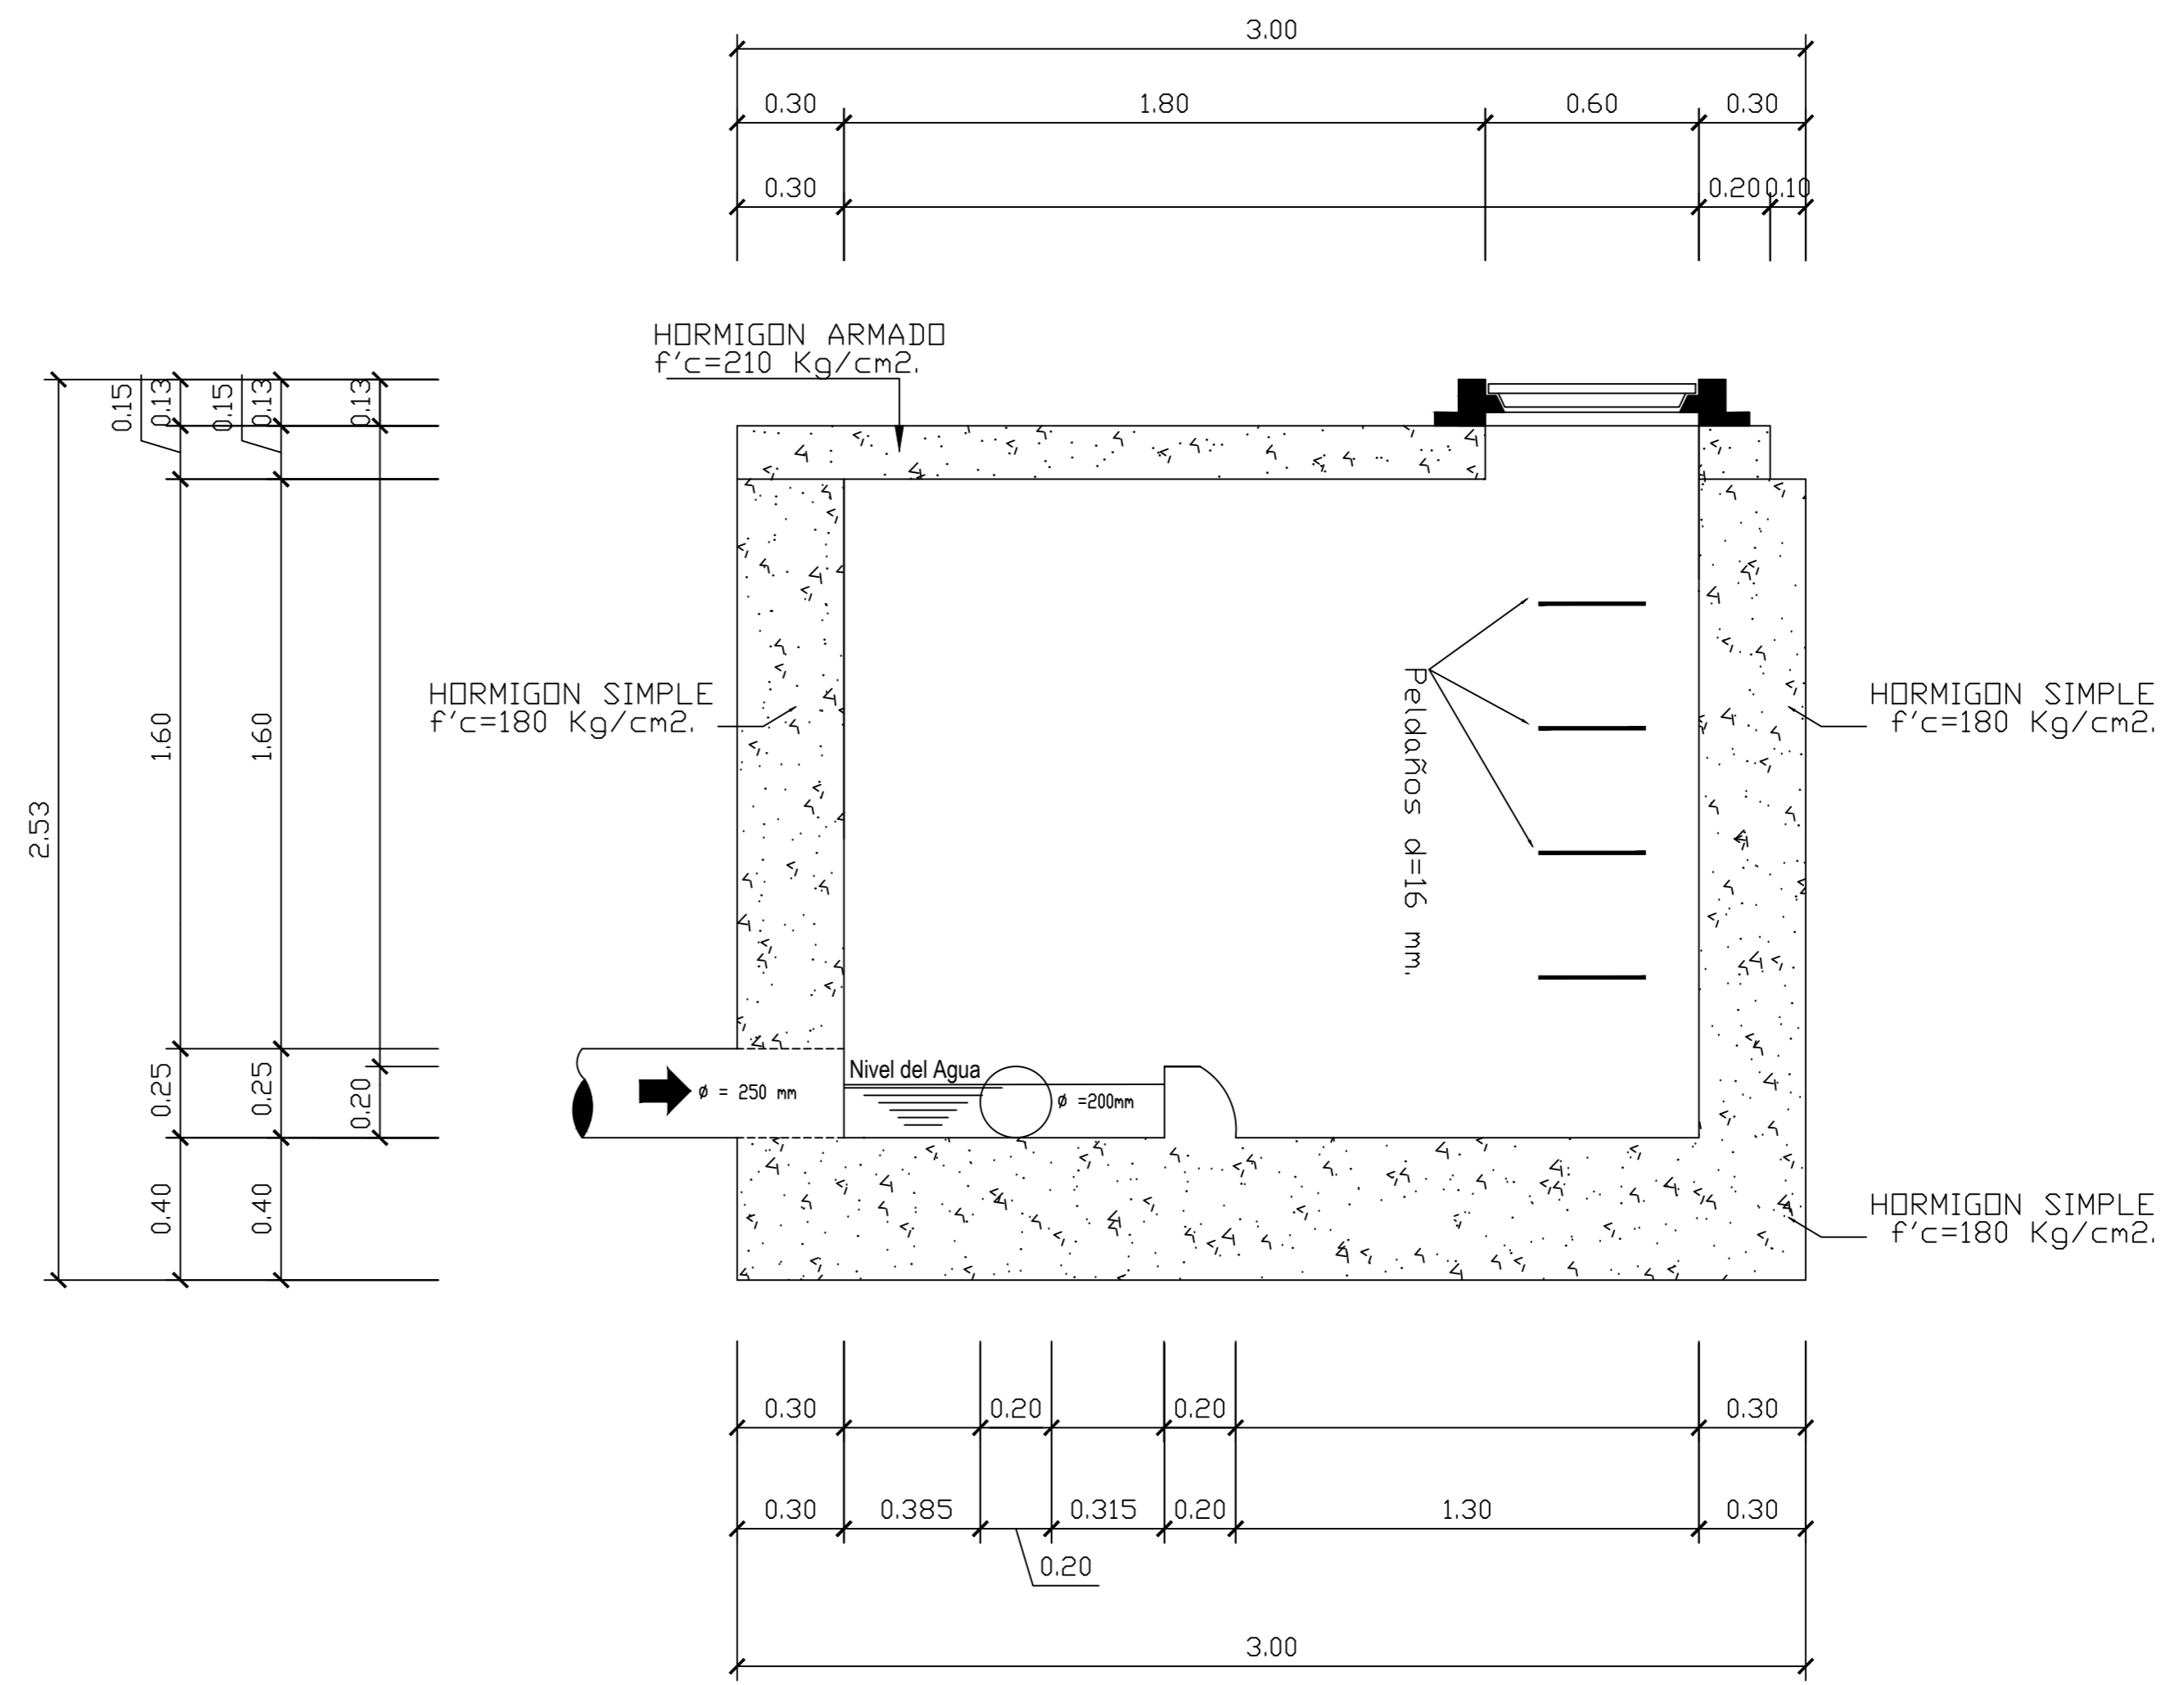 3.00
0.30
1.80
0.60
0.30
0.30
0.20
0.10
HORMIGON ARMADO
f'c=210 Kg/cm2.
0.15
0.13
0.15
0.13
0.13
HORMIGON SIMPLE
f'c=180 Kg/cm2.
HORMIGON SIMPLE
f'c=180 Kg/cm2.
Peldaños d=16 mm.
1.60
1.60
2.53
Nivel del Agua
ø = 250 mm
ø =200mm
0.25
0.25
0.20
0.40
0.40
HORMIGON SIMPLE
f'c=180 Kg/cm2.
0.30
0.20
0.20
0.30
0.30
0.385
0.315
0.20
1.30
0.30
0.20
3.00